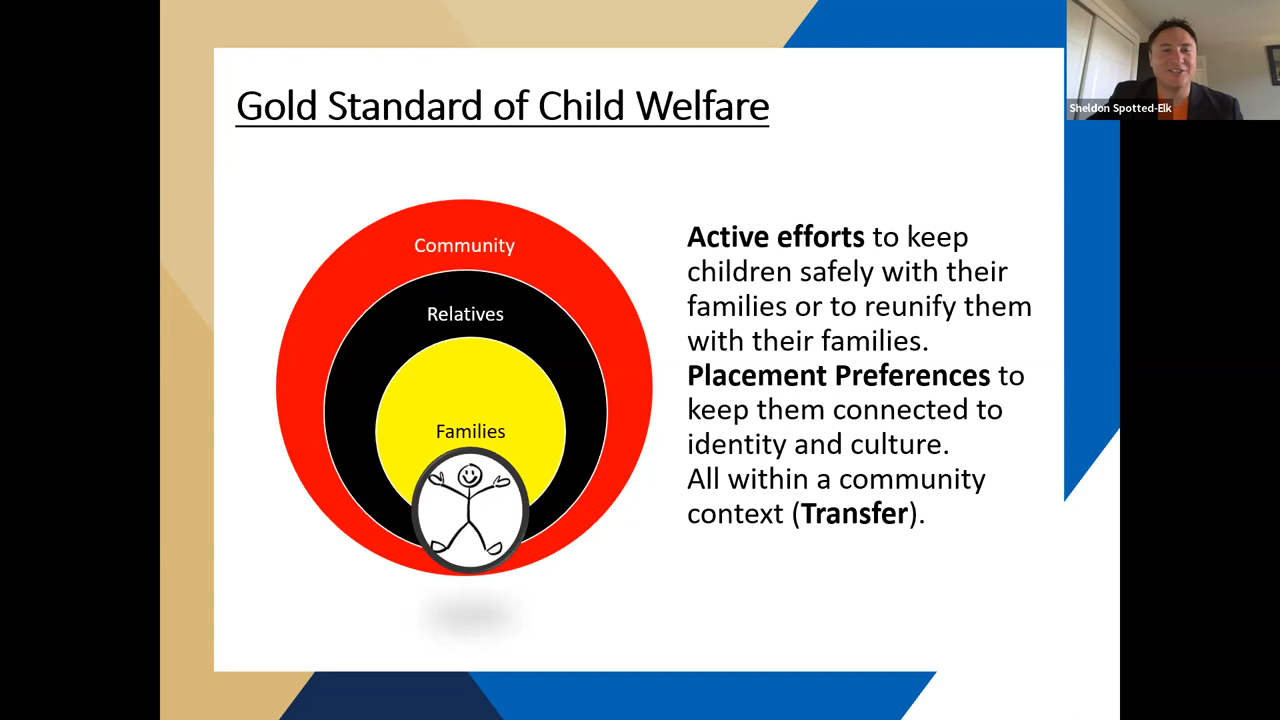 Gold Standard of Child Welfare
Sheldon Spotted-Elk
Community
Relatives
Families
Active efforts to keep
children safely with their
families or to reunify them
with their families.
Placement Preferences to
keep them connected to
identity and culture.
All within a community
context (Transfer).